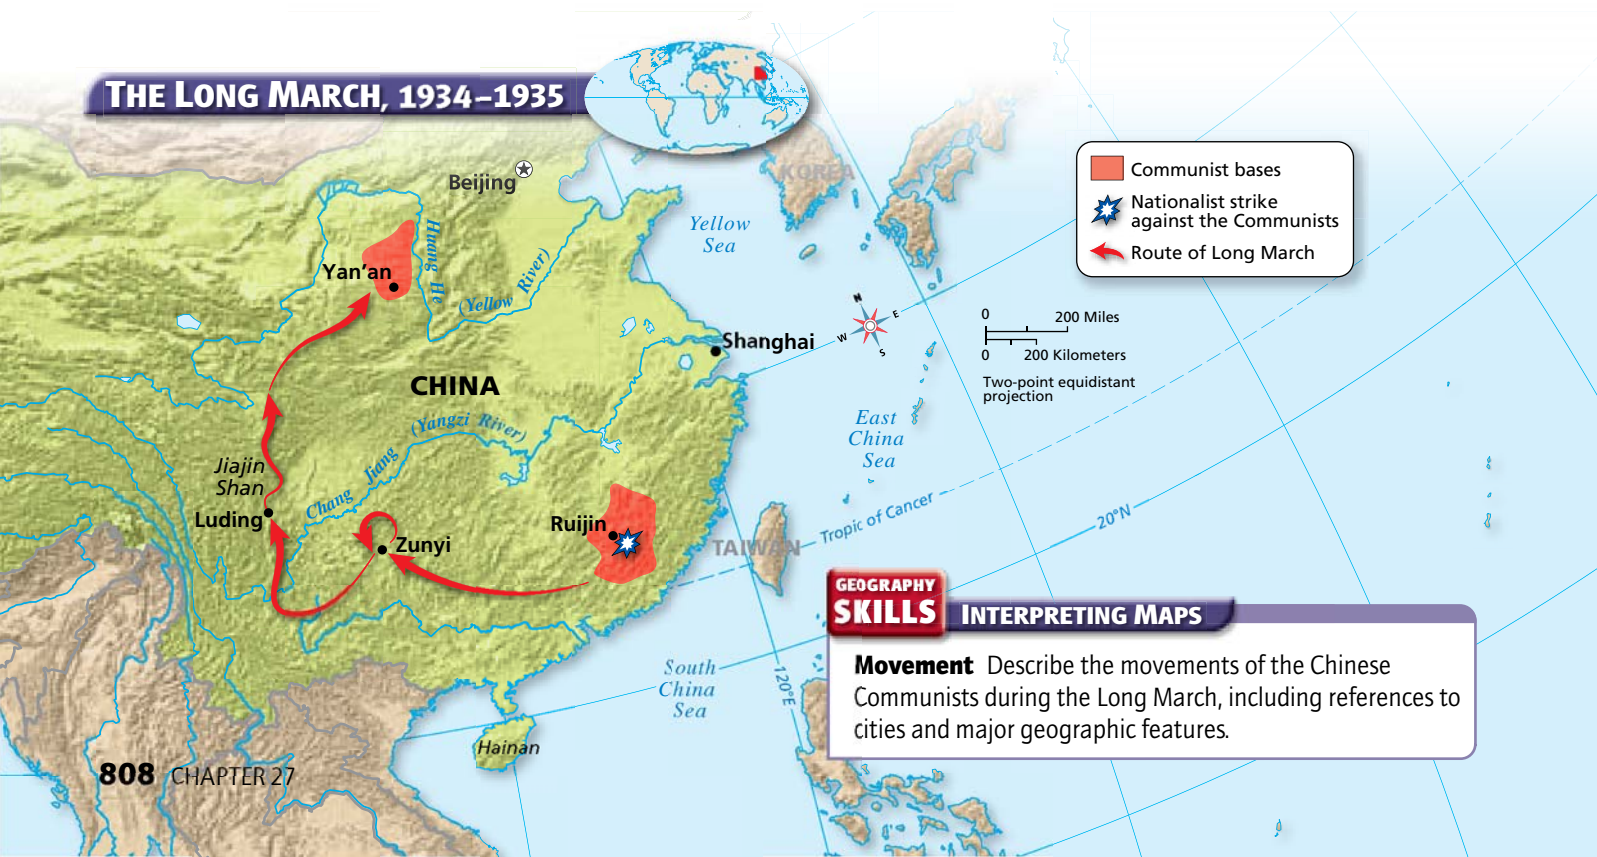 THE LONG MARCH, 1934–1935
Communist bases
Nationalist strike
against the Communists
Route of Long March
Beijing
KOREA
Yellow
Sea
Huang He
(Yellow River)
Yan’an
N
E
W
S
0 200 Miles
0 200 Kilometers
Two-point equidistant
projection
Shanghai
CHINA
East
China
Sea
Chang Jiang
(Yangzi River)
Jiajin
Shan
Luding
Zunyi
Ruijin
TAIWAN
Tropic of Cancer
20°N
120°E
South
China
Sea
Hainan
GEOGRAPHY
SKILLS
INTERPRETING MAPS
Movement Describe the movements of the Chinese
Communists during the Long March, including references to
cities and major geographic features.
808 CHAPTER 27